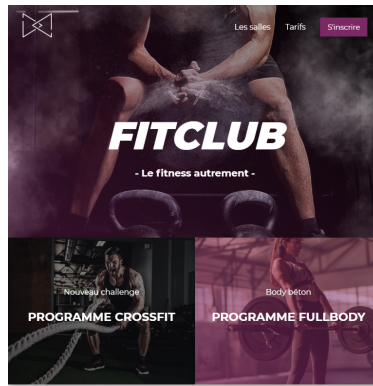 Les salles Tarifs S'inscrire
FITCLUB
- Le fitness autrement -
Nouveau challenge
PROGRAMME CROSSFIT
Body béton
PROGRAMME FULLBODY